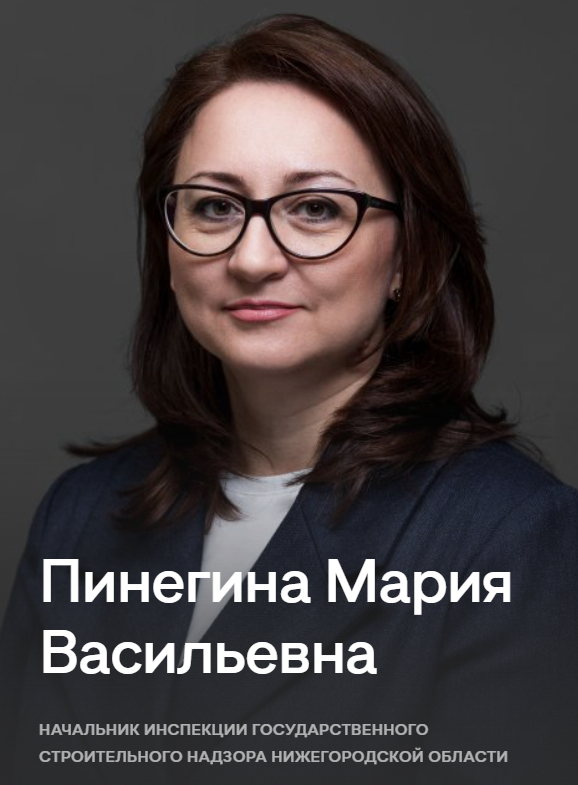 Пинегина Мария
Васильевна
НАЧАЛЬНИК ИНСПЕКЦИИ ГОСУДАРСТВЕННОГО
СТРОИТЕЛЬНОГО НАДЗОРА НИЖЕГОРОДСКОЙ ОБЛАСТИ